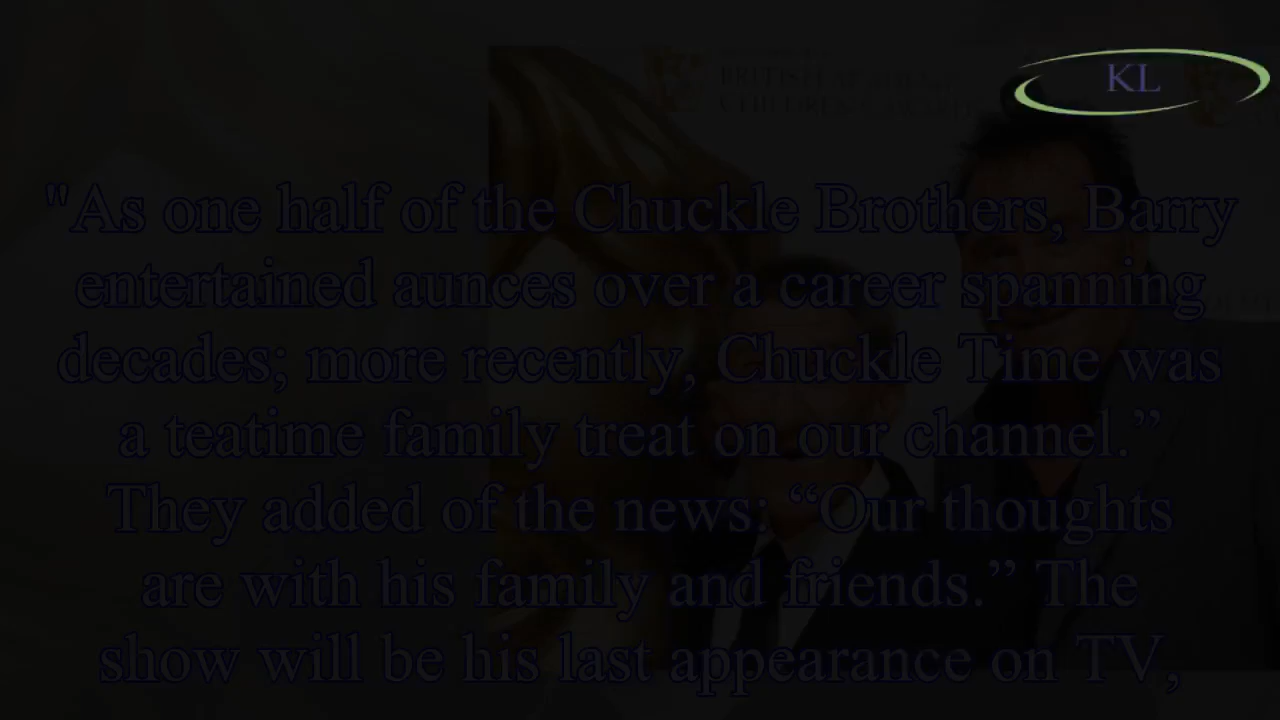 KL
"As one half of the Chuckle Brothers, Barry
entertained aunces over a career spanning
decades; more recently, Chuckle Time was
a teatime family treat on our channel.”
They added of the news: “Our thoughts
are with his family and friends.” The
show will be his last appearance on TV,